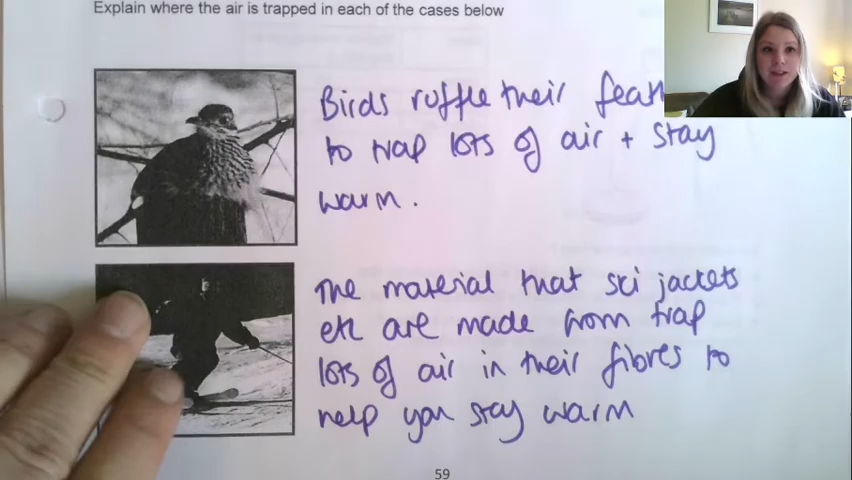 Explain where the air is trapped in each of the cases below
Birds ruffle their feat
to trap lots of air + stay
warm.
The material that ski jackets
etc are made from trap
lots of air in their fibres to
help you stay warm
59